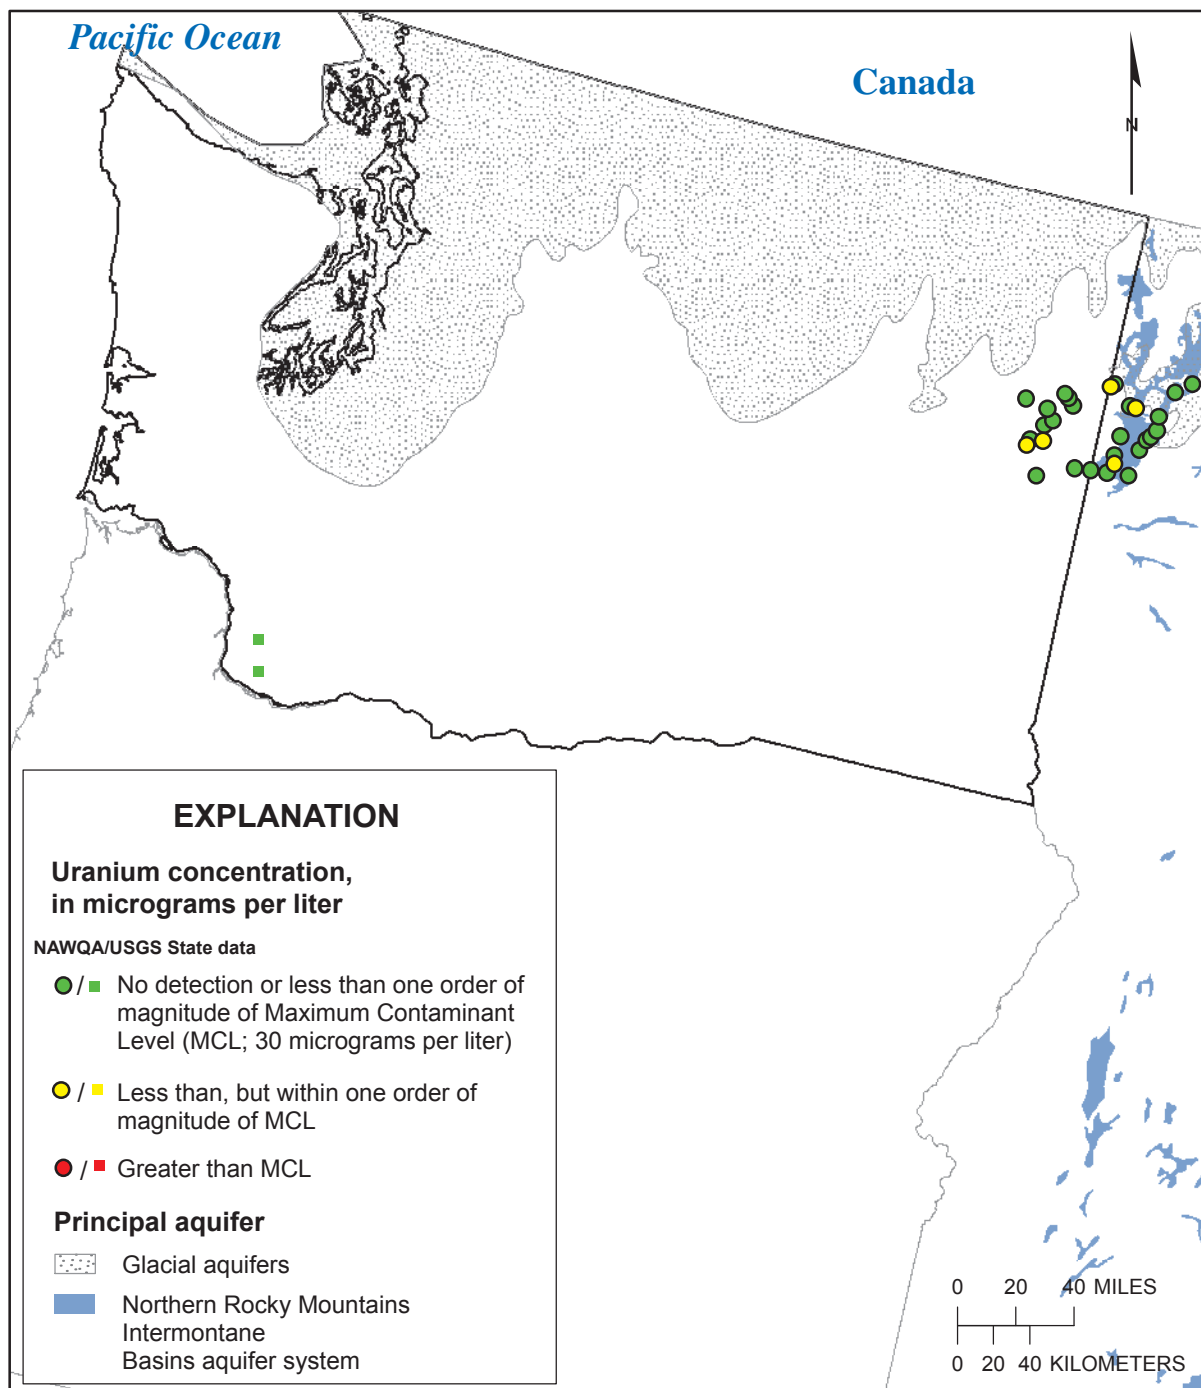 Pacific Ocean
Canada
N
EXPLANATION
Uranium concentration,
in micrograms per liter
NAWQA/USGS State data
/ No detection or less than one order of
magnitude of Maximum Contaminant
Level (MCL; 30 micrograms per liter)
/ Less than, but within one order of
magnitude of MCL
/ Greater than MCL
Principal aquifer
Glacial aquifers
Northern Rocky Mountains
Intermontane
Basins aquifer system
0 20 40 MILES
0 20 40 KILOMETERS